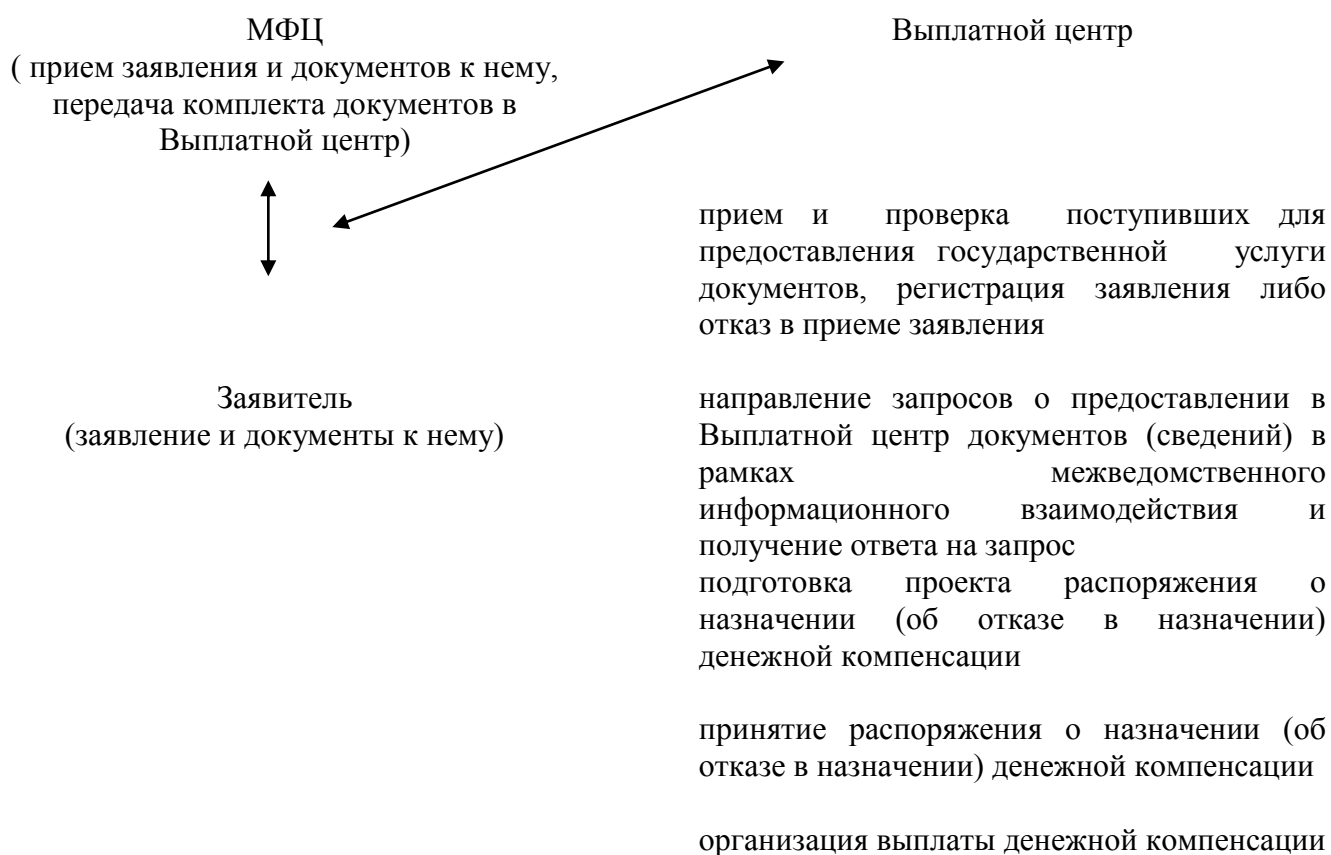 МФЦ
( прием заявления и документов к нему,
передача комплекта документов в
Выплатной центр)
Выплатной центр
прием и проверка поступивших для
предоставления государственной услуги
документов, регистрация заявления либо
отказ в приеме заявления
Заявитель
(заявление и документы к нему)
направление запросов о предоставлении в
Выплатной центр документов (сведений) в
рамках межведомственного
информационного взаимодействия и
получение ответа на запрос
подготовка проекта распоряжения о
назначении (об отказе в назначении)
денежной компенсации
принятие распоряжения о назначении (об
отказе в назначении) денежной компенсации
организация выплаты денежной компенсации